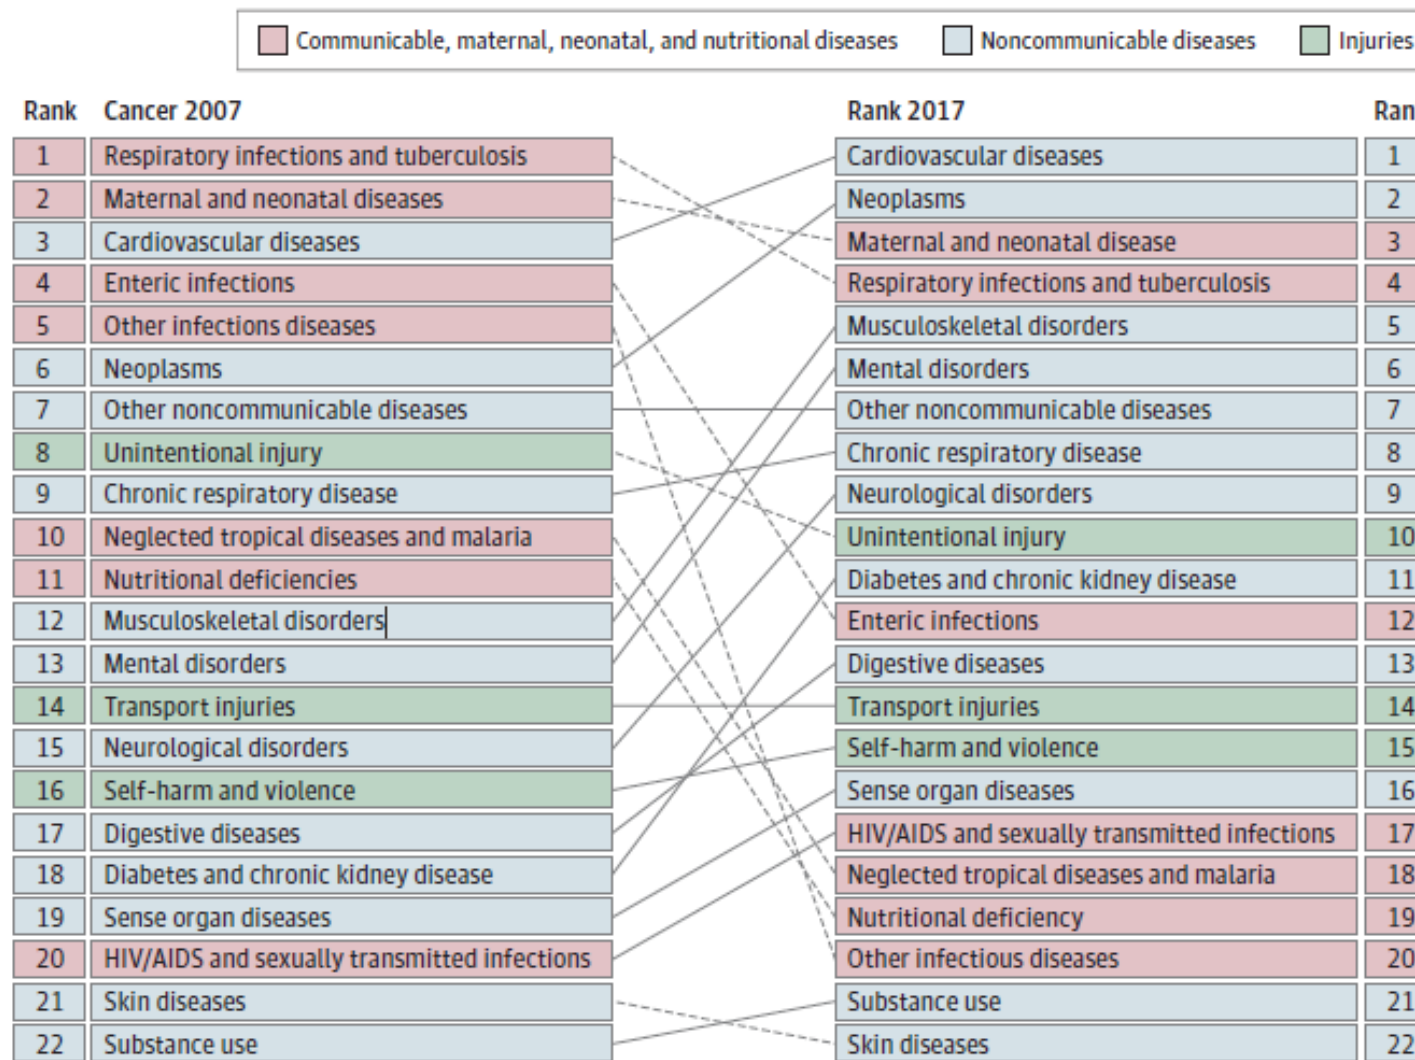 Communicable, maternal, neonatal, and nutritional diseases Noncommunicable diseases Injuries
Rank Cancer 2007 Rank 2017 Ran
1 Respiratory infections and tuberculosis Cardiovascular diseases 1
2 Maternal and neonatal diseases Neoplasms 2
3 Cardiovascular diseases Maternal and neonatal disease 3
4 Enteric infections Respiratory infections and tuberculosis 4
5 Other infections diseases Musculoskeletal disorders 5
6 Neoplasms Mental disorders 6
7 Other noncommunicable diseases Other noncommunicable diseases 7
8 Unintentional injury Chronic respiratory disease 8
9 Chronic respiratory disease Neurological disorders 9
10 Neglected tropical diseases and malaria Unintentional injury 10
11 Nutritional deficiencies Diabetes and chronic kidney disease 11
12 Musculoskeletal disorders Enteric infections 12
13 Mental disorders Digestive diseases 13
14 Transport injuries Transport injuries 14
15 Neurological disorders Self-harm and violence 15
16 Self-harm and violence Sense organ diseases 16
17 Digestive diseases HIV/AIDS and sexually transmitted infections 17
18 Diabetes and chronic kidney disease Neglected tropical diseases and malaria 18
19 Sense organ diseases Nutritional deficiency 19
20 HIV/AIDS and sexually transmitted infections Other infectious diseases 20
21 Skin diseases Substance use 21
22 Substance use Skin diseases 22